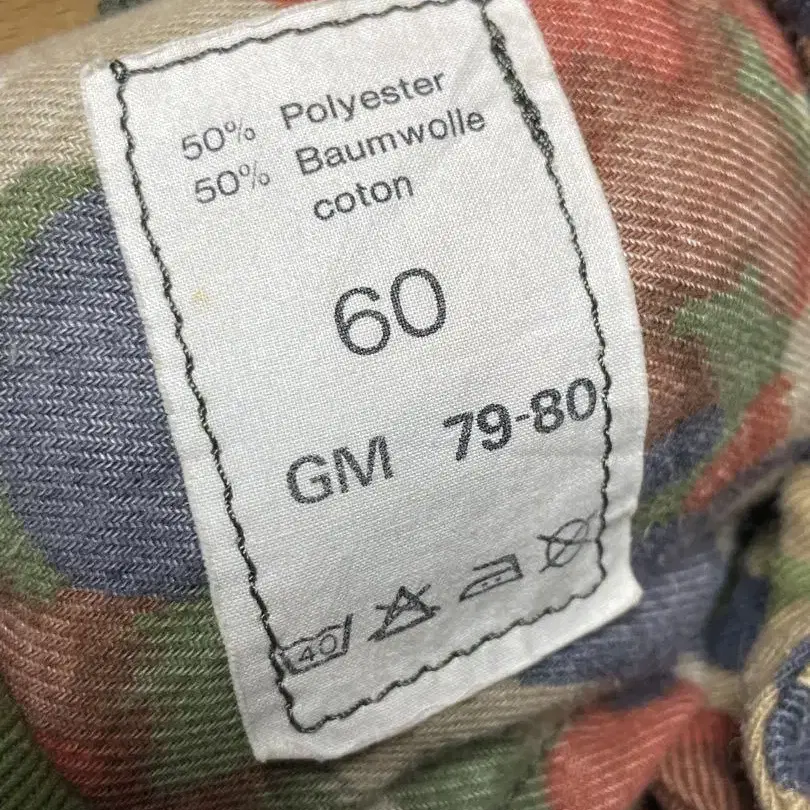 50% Polyester
50% Baumwolle
coton
60
GM 79-80
40